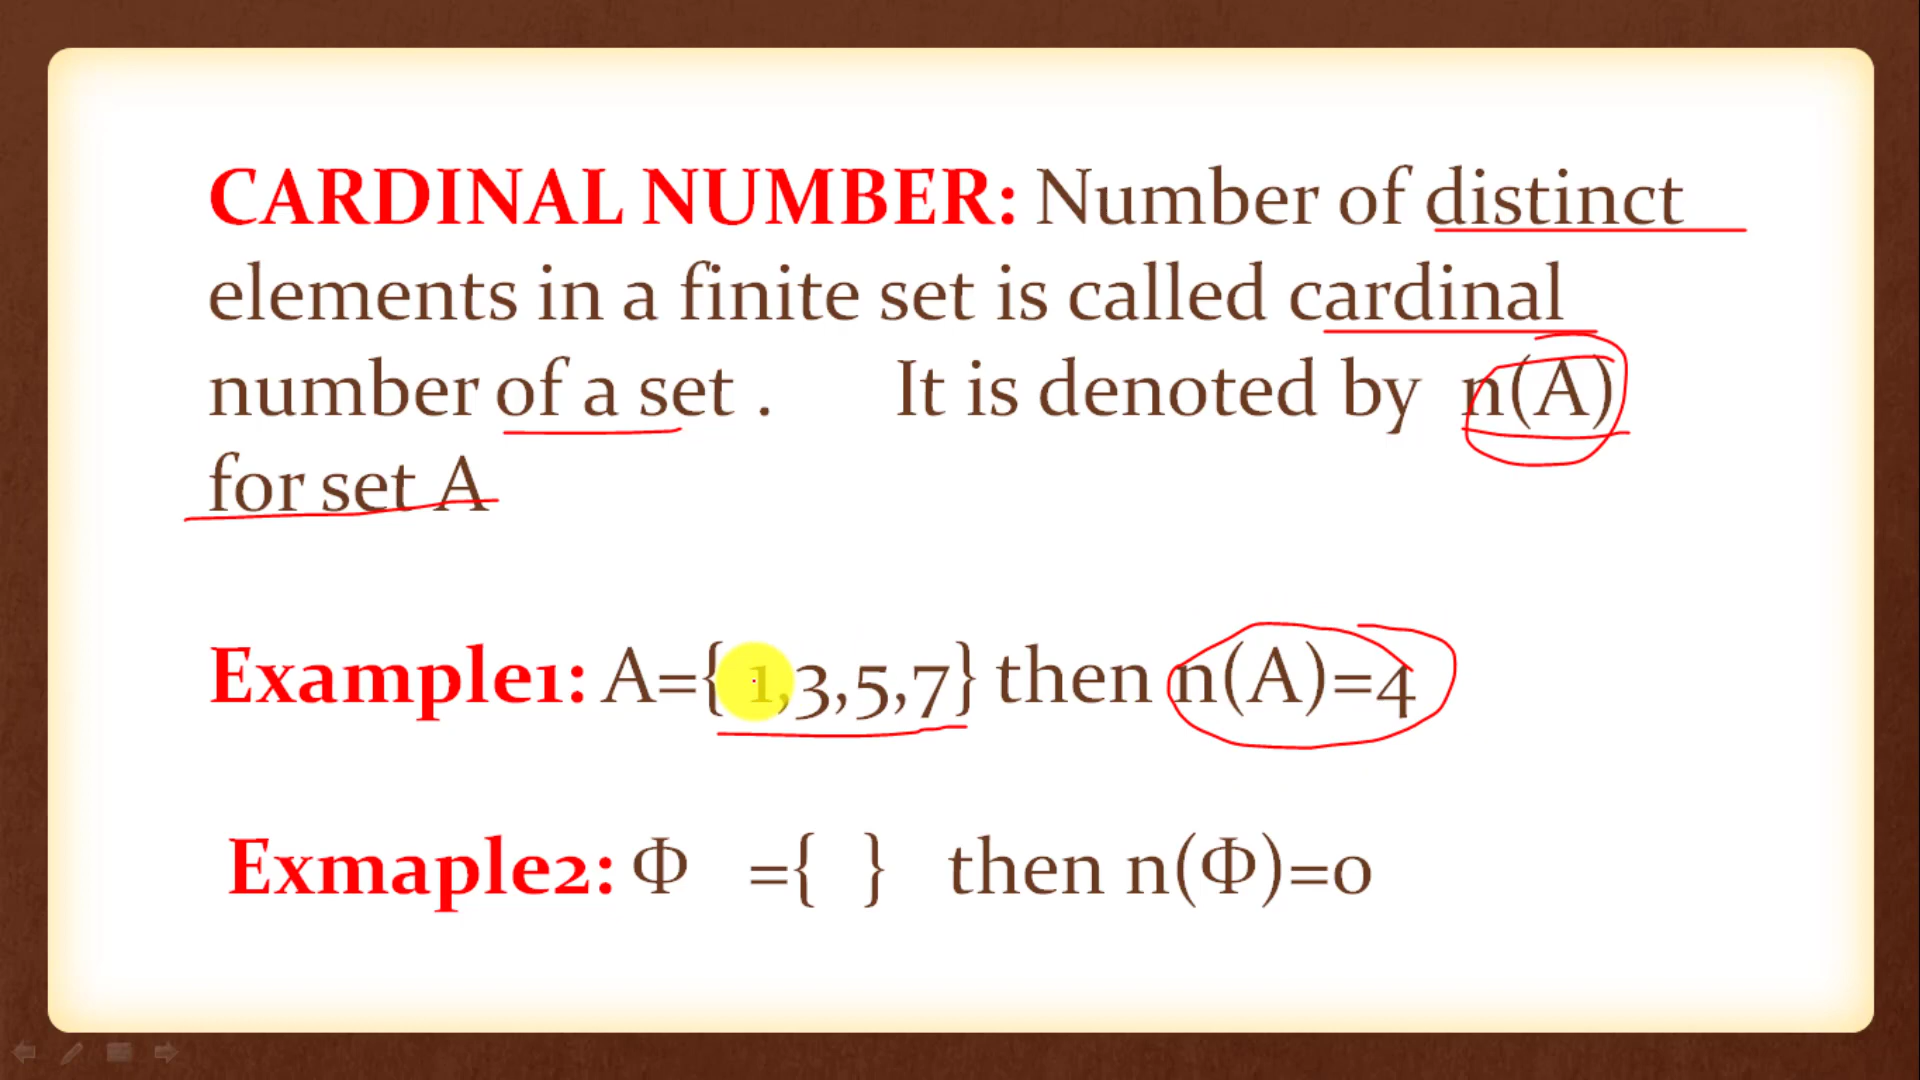 CARDINAL NUMBER: Number of distinct
elements in a finite set is called cardinal
number of a set . It is denoted by n(A)
for set A
Example1: A={ 1,3,5,7} then n(A)=4
Exmaple2: Φ ={ } then n(Φ)=0